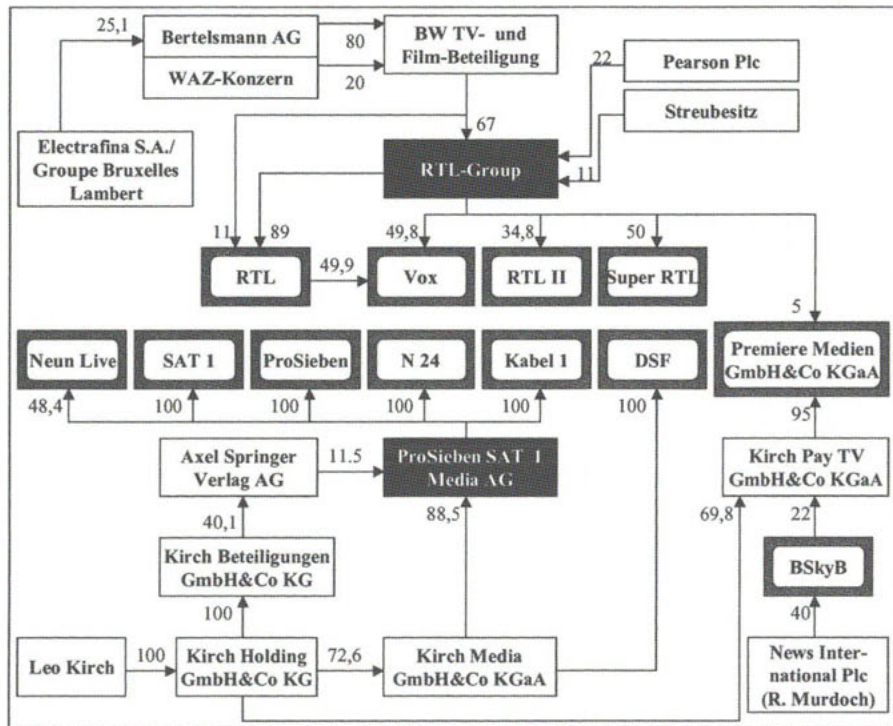 25,1
Bertelsmann AG
80
BW TV- und
Film-Beteiligung
WAZ-Konzern
20
22
Pearson Plc
Streubesitz
67
Electrafina S.A./
Groupe Bruxelles
Lambert
RTL-Group
11
11
89
49,8
34,8
50
RTL
49,9
Vox
RTL II
Super RTL
5
Neun Live
SAT 1
ProSieben
N 24
Kabel 1
DSF
Premiere Medien
GmbH&Co KGaA
48,4
100
100
100
100
100
95
Axel Springer
Verlag AG
11.5
ProSieben SAT 1
Media AG
Kirch Pay TV
GmbH&Co KGaA
40,1
88,5
69,8
22
Kirch Beteiligungen
GmbH&Co KG
BSkyB
100
40
Leo Kirch
100
Kirch Holding
GmbH&Co KG
72,6
Kirch Media
GmbH&Co KGaA
News Inter-
national Plc
(R. Murdoch)